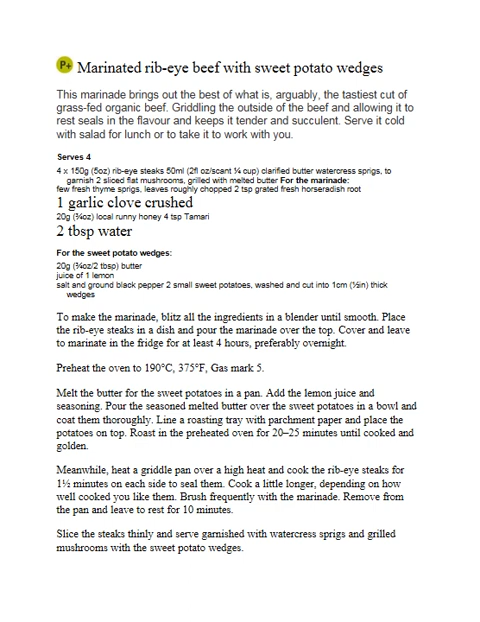 P+ Marinated rib-eye beef with sweet potato wedges
This marinade brings out the best of what is, arguably, the tastiest cut of
grass-fed organic beef. Griddling the outside of the beef and allowing it to
rest seals in the flavour and keeps it tender and succulent. Serve it cold
with salad for lunch or to take it to work with you.
Serves 4
4 x 150g (5oz) rib-eye steaks 50ml (2fl oz/scant ¼ cup) clarified butter watercress sprigs, to
garnish 2 sliced flat mushrooms, grilled with melted butter For the marinade:
few fresh thyme sprigs, leaves roughly chopped 2 tsp grated fresh horseradish root
1 garlic clove crushed
20g (¾oz) local runny honey 4 tsp Tamari
2 tbsp water
For the sweet potato wedges:
20g (¾oz/2 tbsp) butter
juice of 1 lemon
salt and ground black pepper 2 small sweet potatoes, washed and cut into 1cm (½in) thick
wedges
To make the marinade, blitz all the ingredients in a blender until smooth. Place
the rib-eye steaks in a dish and pour the marinade over the top. Cover and leave
to marinate in the fridge for at least 4 hours, preferably overnight.
Preheat the oven to 190°C, 375°F, Gas mark 5.
Melt the butter for the sweet potatoes in a pan. Add the lemon juice and
seasoning. Pour the seasoned melted butter over the sweet potatoes in a bowl and
coat them thoroughly. Line a roasting tray with parchment paper and place the
potatoes on top. Roast in the preheated oven for 20–25 minutes until cooked and
golden.
Meanwhile, heat a griddle pan over a high heat and cook the rib-eye steaks for
1½ minutes on each side to seal them. Cook a little longer, depending on how
well cooked you like them. Brush frequently with the marinade. Remove from
the pan and leave to rest for 10 minutes.
Slice the steaks thinly and serve garnished with watercress sprigs and grilled
mushrooms with the sweet potato wedges.